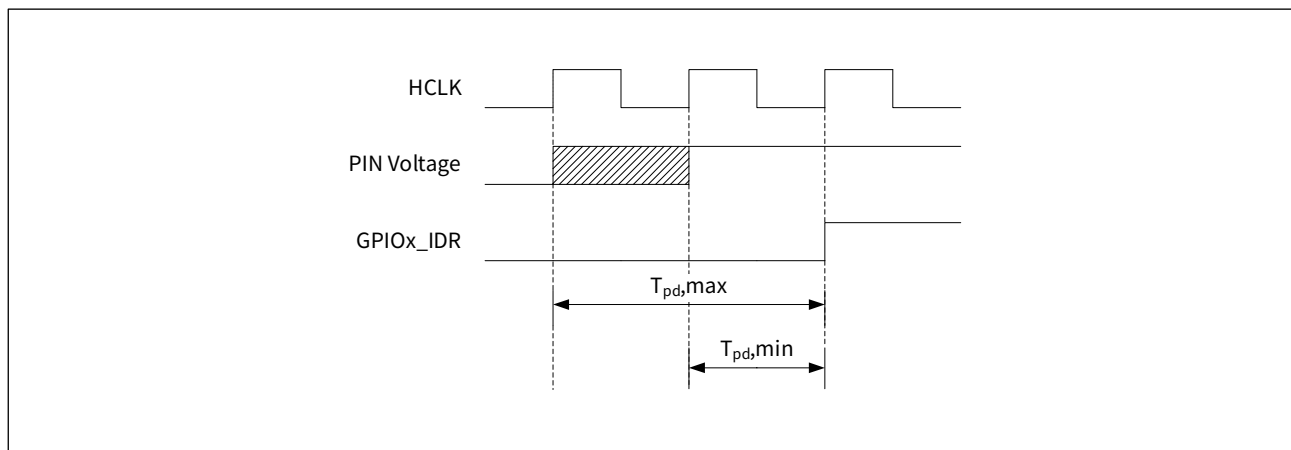 HCLK
PIN Voltage
GPIOx_IDR
Tpd,max
Tpd,min